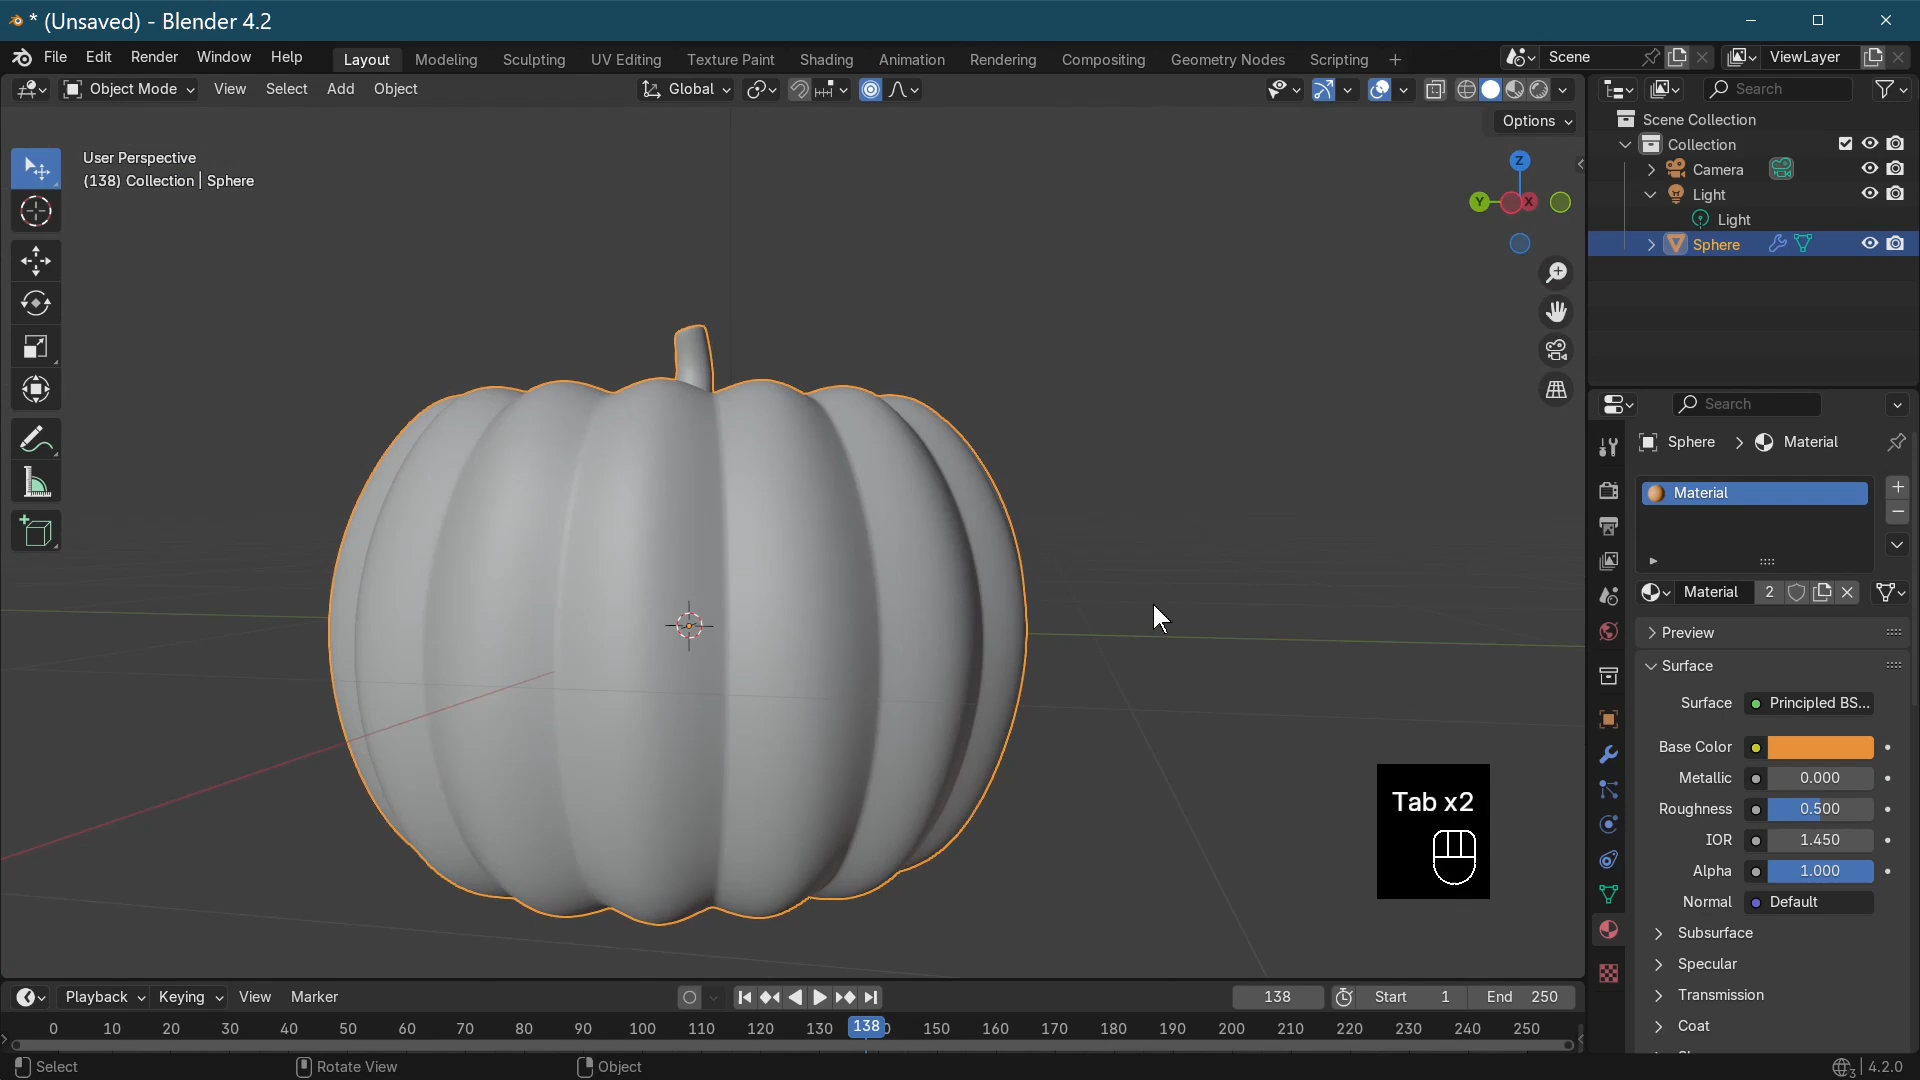 * (Unsaved) - Blender 4.2
File Edit Render Window Help Layout Modeling Sculpting UV Editing Texture Paint Shading Animation Rendering Compositing Geometry Nodes Scripting + Scene ViewLayer
Object Mode View Select Add Object Global Search
Options
Scene Collection
Collection
Camera
Light
Light
Sphere
User Perspective
(138) Collection | Sphere
Z
Y X
Search
Sphere > Material
Material
Material 2
Preview
Surface
Surface Principled BS...
Base Color
Metallic 0.000
Roughness 0.500
IOR 1.450
Alpha 1.000
Normal Default
Subsurface
Specular
Transmission
Coat
Tab x2
Playback Keying View Marker 138 Start 1 End 250
0 10 20 30 40 50 60 70 80 90 100 110 120 130 138 150 160 170 180 190 200 210 220 230 240 250
Select Rotate View Object 3 4.2.0